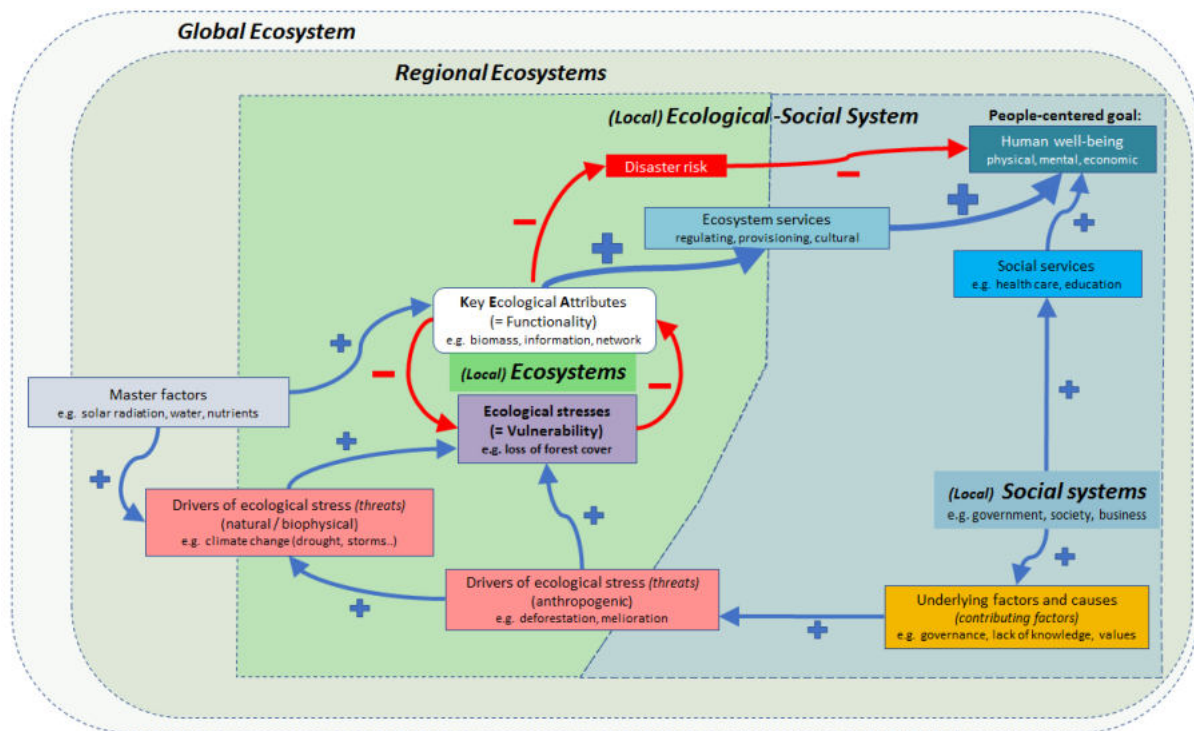 Global Ecosystem
Regional Ecosystems
(Local) Ecological-Social System
People-centered goal:
Human well-being
physical, mental, economic
Disaster risk
Ecosystem services
regulating, provisioning, cultural
Social services
e.g. health care, education
Key Ecological Attributes
(= Functionality)
e.g. biomass, information, network
(Local) Ecosystems
Master factors
e.g. solar radiation, water, nutrients
Ecological stresses
(= Vulnerability)
e.g. loss of forest cover
(Local) Social systems
e.g. government, society, business
Drivers of ecological stress (threats)
(natural / biophysical)
e.g. climate change (drought, storms..)
Drivers of ecological stress (threats)
(anthropogenic)
e.g. deforestation, melioration
Underlying factors and causes
(contributing factors)
e.g. governance, lack of knowledge, values